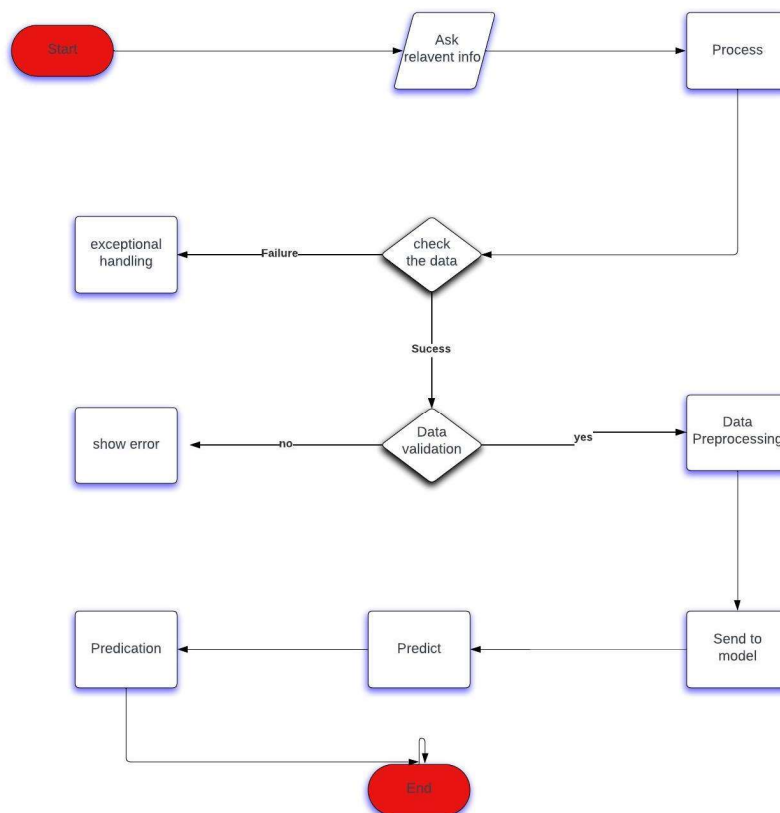 Start
Ask
relavent info
Process
exceptional
handling
Failure
check
the data
Sucess
show error
no
Data
validation
yes
Data
Preprocessing
Predication
Predict
Send to
model
End